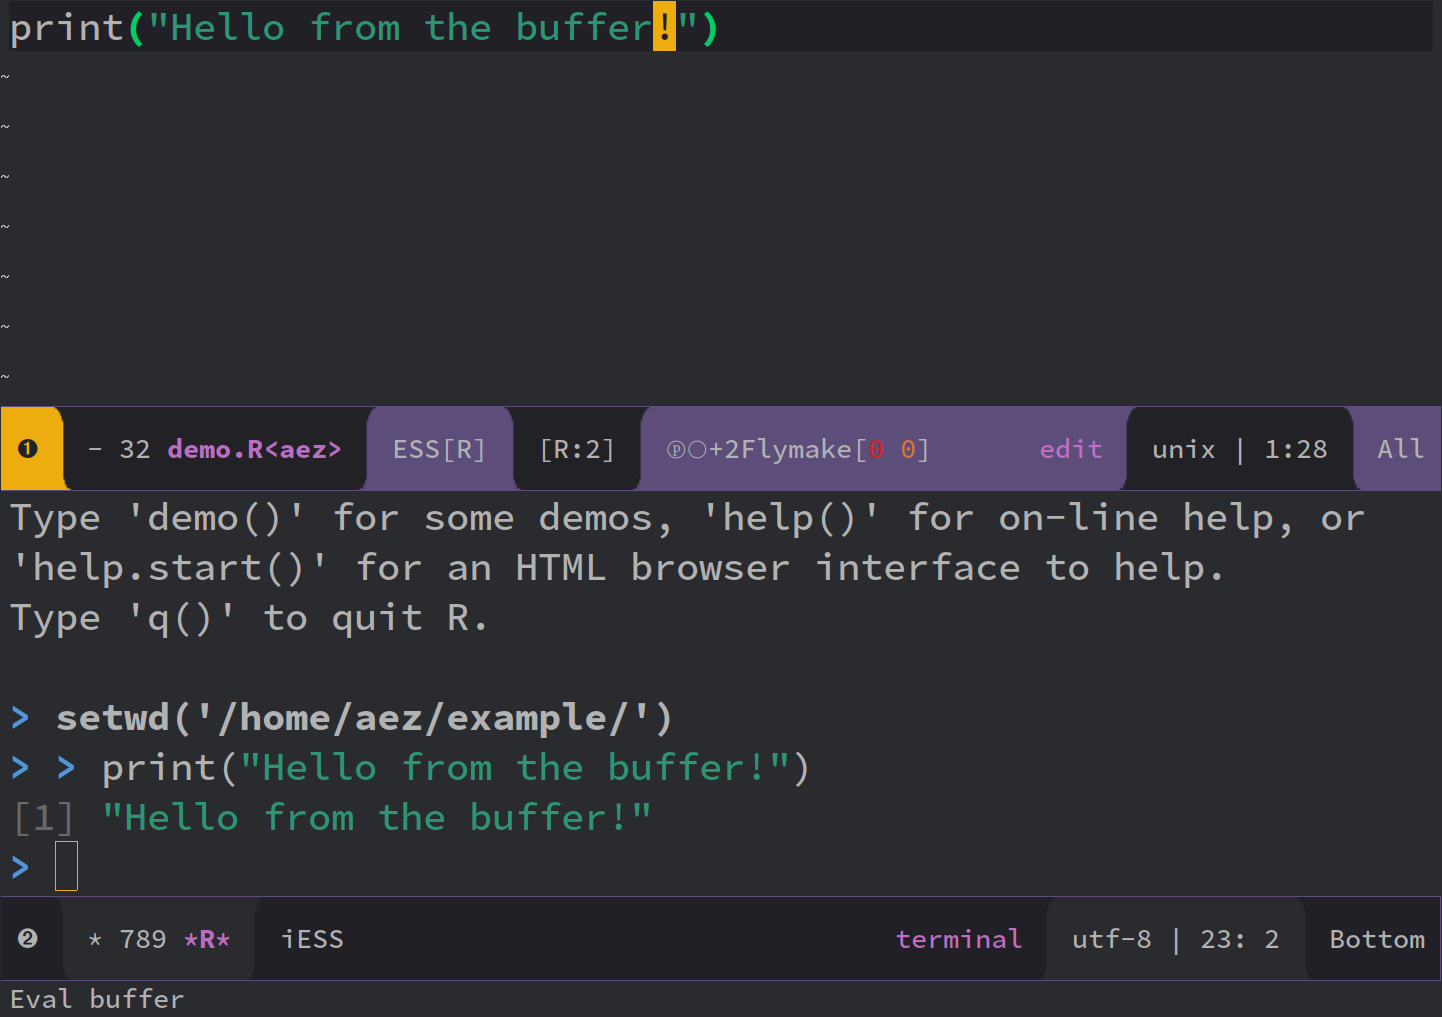 print("Hello from the buffer!")
~
~
~
~
~
~
~
❶ - 32 demo.R<aez> ESS[R] [R:2] ⓟ○+2Flymake[0 0] edit unix | 1:28 All
Type 'demo()' for some demos, 'help()' for on-line help, or
'help.start()' for an HTML browser interface to help.
Type 'q()' to quit R.
> setwd('/home/aez/example/')
> > print("Hello from the buffer!")
[1] "Hello from the buffer!"
>
❷ * 789 *R* iESS terminal utf-8 | 23: 2 Bottom
Eval buffer